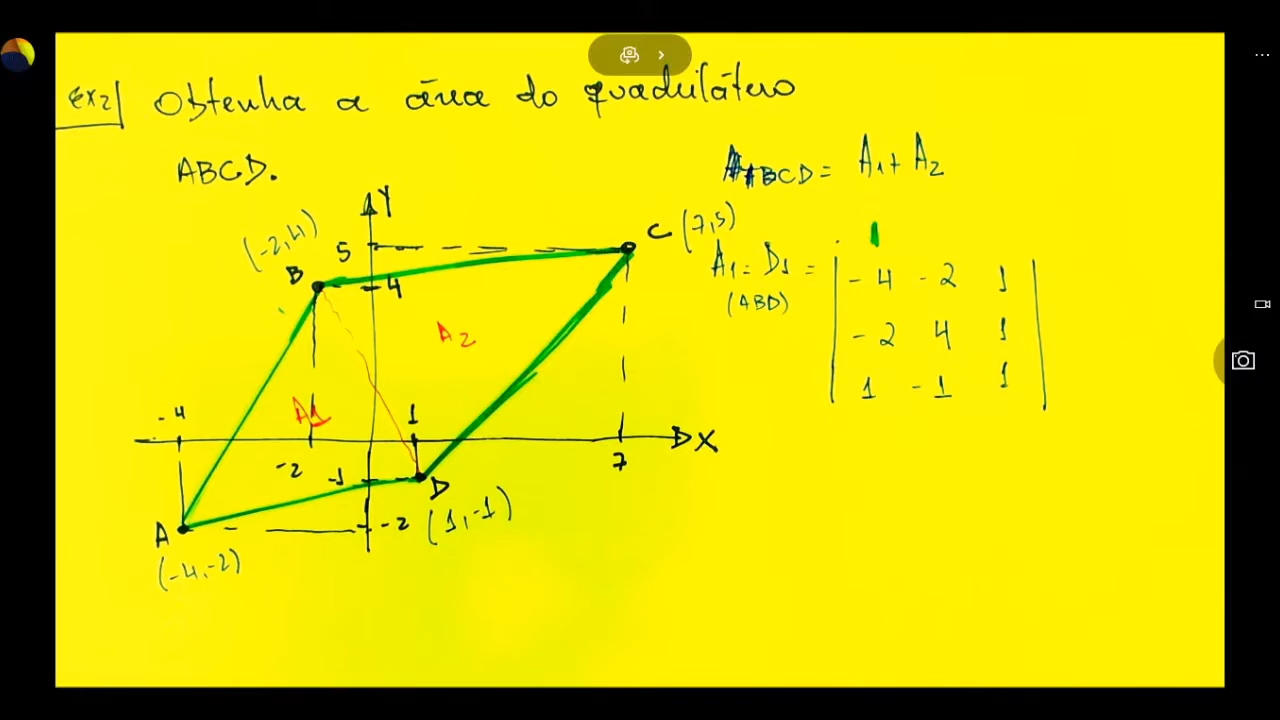 ex2
Obtenha a área do quadrilátero
ABCD.
ABCD = A1 + A2
Y
(-2,4)
5
C (7,5)
B
4
A1 = D1 =
(ABD)
-4 -2 1
-2 4 1
1 -1 1
A2
A1
-4
1
X
-2
7
-1
D
(1,-1)
-2
A
(-4,-2)